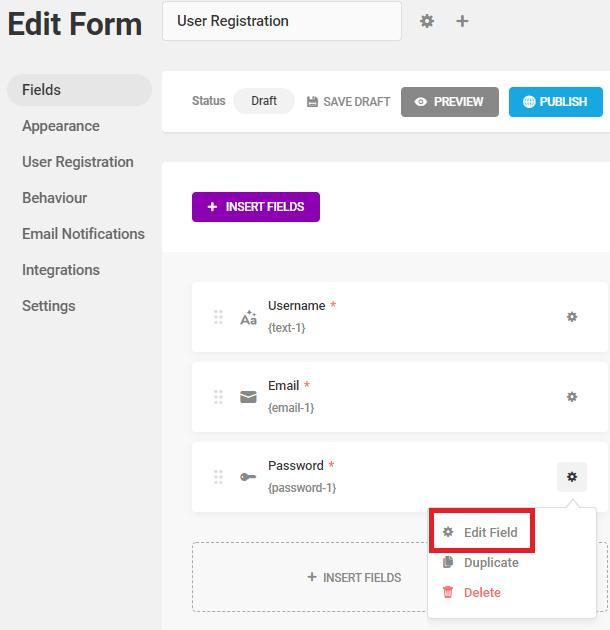 Edit Form
User Registration
Fields
Appearance
User Registration
Behaviour
Email Notifications
Integrations
Settings
Status Draft SAVE DRAFT PREVIEW PUBLISH
+ INSERT FIELDS
Aa
Username *
{text-1}
Email *
{email-1}
Password *
{password-1}
Edit Field
Duplicate
Delete
+ INSERT FIELDS